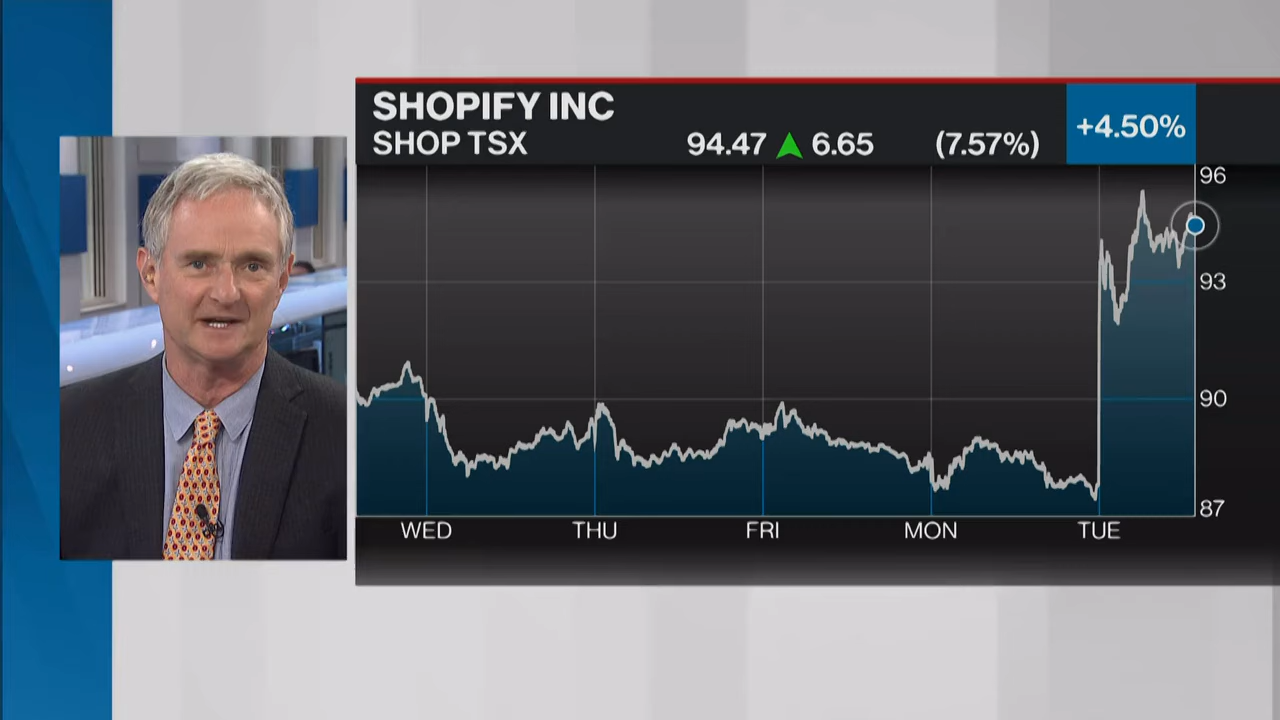 SHOPIFY INC
SHOP TSX 94.47 6.65 (7.57%) +4.50%
96
93
90
87
WED THU FRI MON TUE